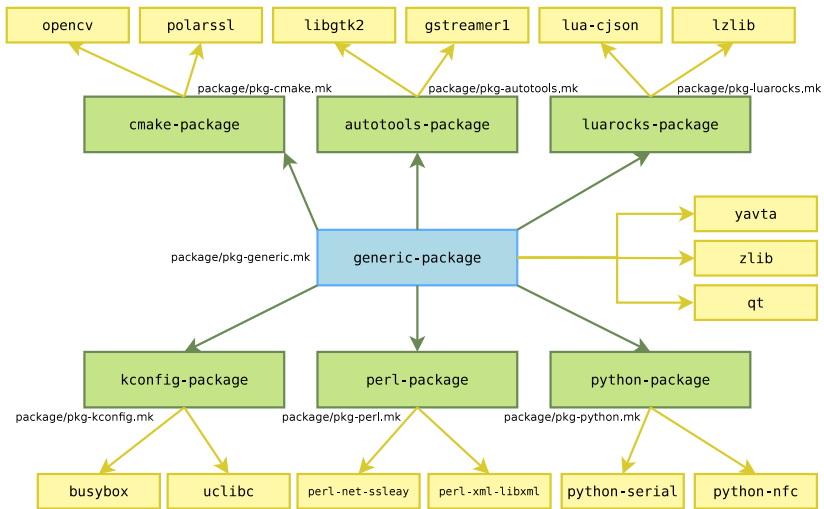 opencv
polarssl
libgtk2
gstreamer1
lua-cjson
lzlib
package/pkg-cmake.mk
package/pkg-autotools.mk
package/pkg-luarocks.mk
cmake-package
autotools-package
luarocks-package
yavta
package/pkg-generic.mk
generic-package
zlib
qt
kconfig-package
perl-package
python-package
package/pkg-kconfig.mk
package/pkg-perl.mk
package/pkg-python.mk
busybox
uclibc
perl-net-ssleay
perl-xml-libxml
python-serial
python-nfc